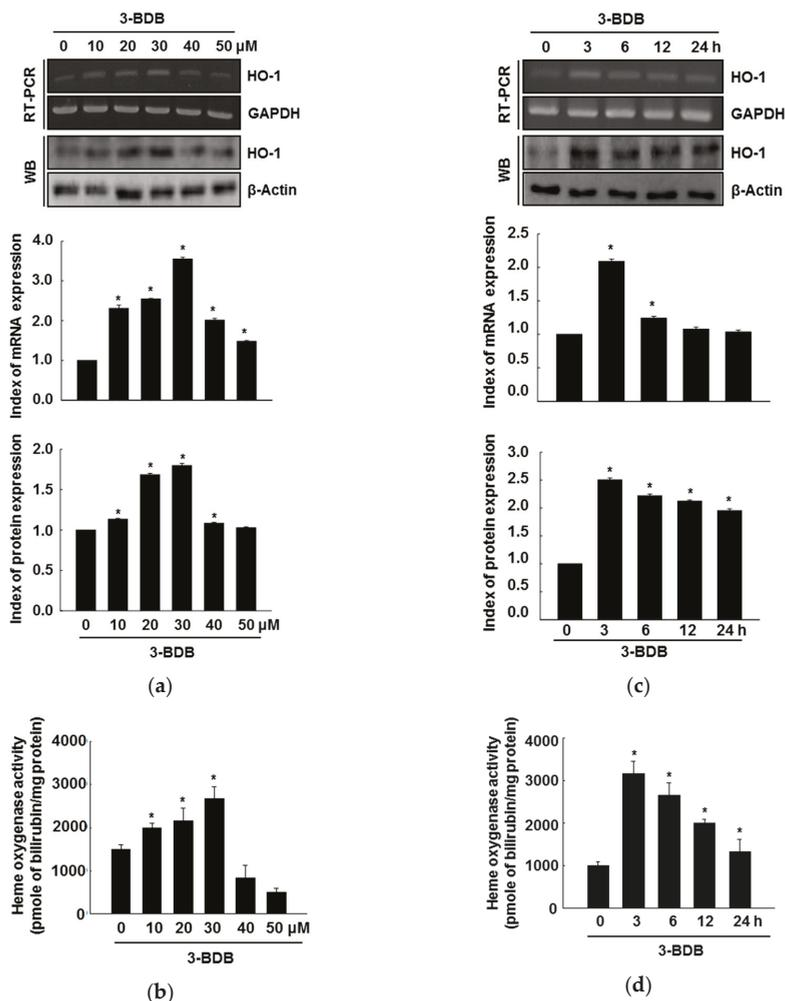 3-BDB
0 10 20 30 40 50 µM
RT-PCR
HO-1
GAPDH
WB
HO-1
β-Actin
Index of mRNA expression
4.0
3.0
2.0
1.0
0.0
* * * * *
Index of protein expression
2.0
1.5
1.0
0.5
0.0
* * * *
0 10 20 30 40 50 µM
3-BDB
(a)
Heme oxygenase activity
(pmole of bilirubin/mg protein)
4000
3000
2000
1000
0
* * *
0 10 20 30 40 50 µM
3-BDB
(b)
3-BDB
0 3 6 12 24 h
RT-PCR
HO-1
GAPDH
WB
HO-1
β-Actin
Index of mRNA expression
2.5
2.0
1.5
1.0
0.5
0.0
* *
Index of protein expression
3.0
2.5
2.0
1.5
1.0
0.5
0.0
* * * *
0 3 6 12 24 h
3-BDB
(c)
Heme oxygenase activity
(pmole of bilirubin/mg protein)
4000
3000
2000
1000
0
* * * *
0 3 6 12 24 h
3-BDB
(d)